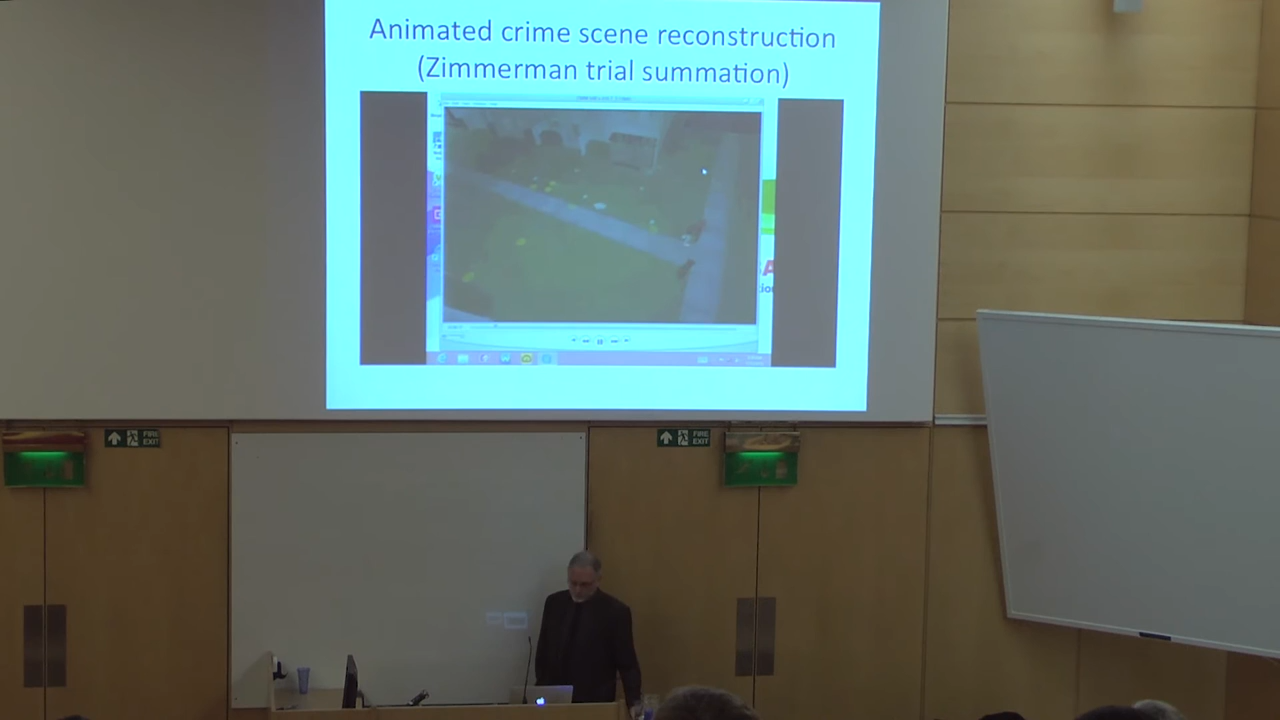 Animated crime scene reconstruction
(Zimmerman trial summation)
FIRE
EXIT
FIRE
EXIT